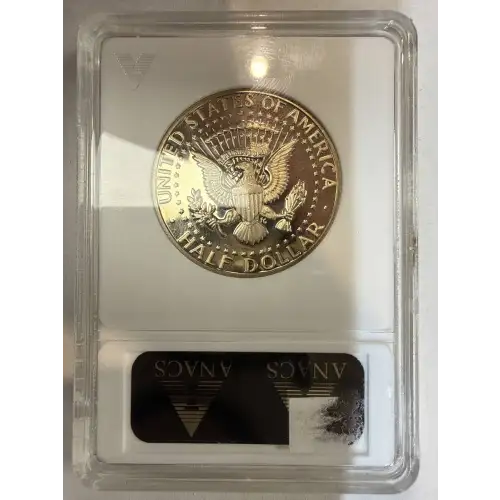 UNITED STATES OF AMERICA
HALF DOLLAR
ANACS ANACS